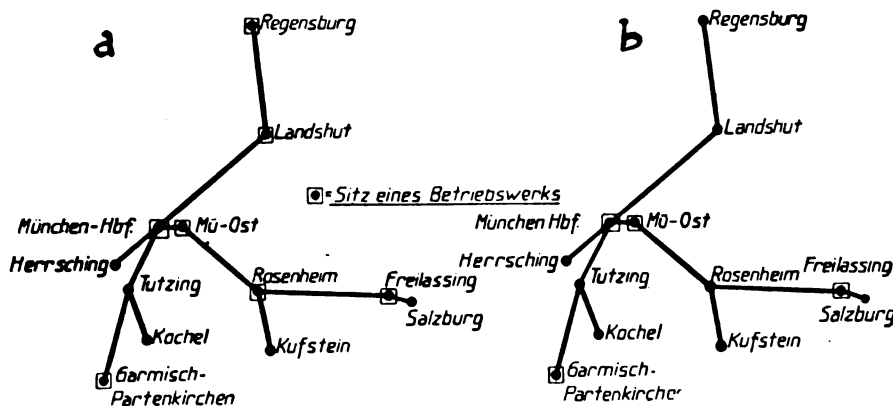 a
Regensburg
Landshut
= Sitz eines Betriebswerks
München-Hbf.
Mü-Ost
Herrsching
Tutzing
Rosenheim
Freilassing
Salzburg
Kochel
Kufstein
Garmisch-
Partenkirchen
b
Regensburg
Landshut
München Hbf.
Mü-Ost
Herrsching
Tutzing
Rosenheim
Freilassing
Salzburg
Kochel
Kufstein
Garmisch-
Partenkircher